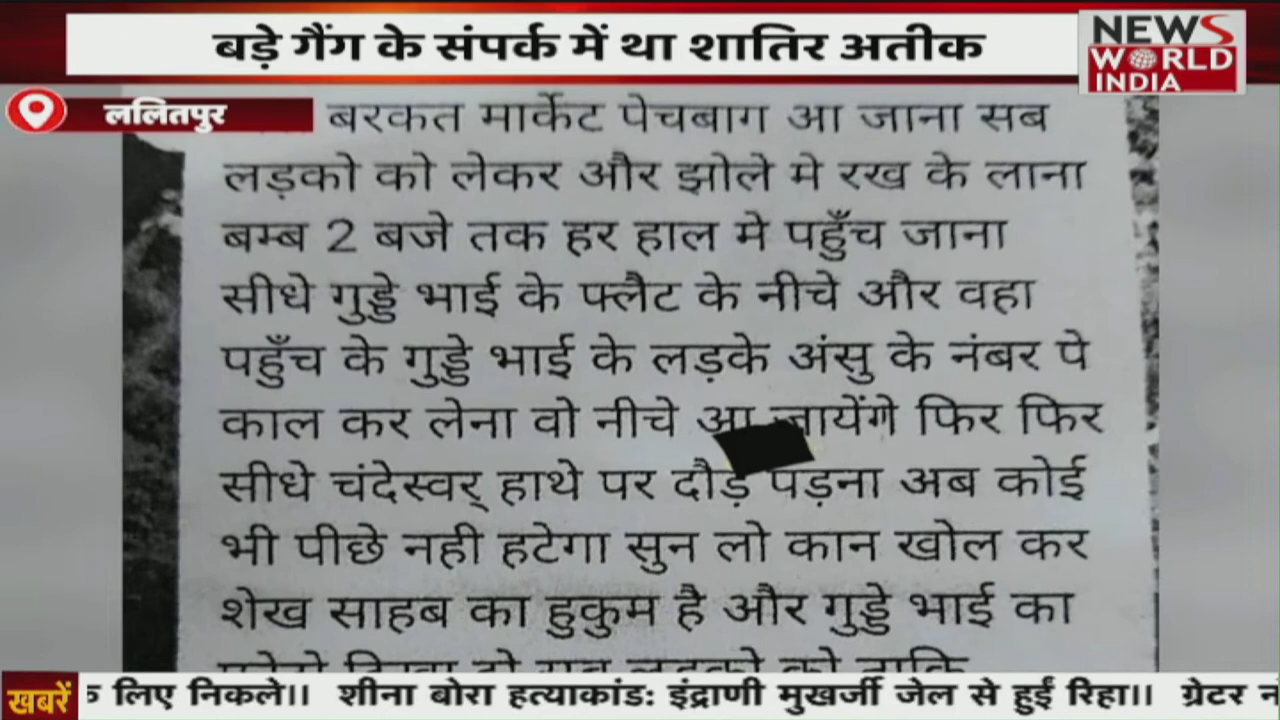 बड़े गैंग के संपर्क में था शातिर अतीक
NEWS
WORLD
INDIA
ललितपुर
बरकत मार्केट पेचबाग आ जाना सब
लड़को को लेकर और झोले मे रख के लाना
बम्ब 2 बजे तक हर हाल मे पहुँच जाना
सीधे गुड्डे भाई के फ्लैट के नीचे और वहा
पहुँच के गुड्डे भाई के लड़के अंसु के नंबर पे
काल कर लेना वो नीचे आ जायेंगे फिर फिर
सीधे चंदेस्वर् हाथे पर दौड़ पड़ना अब कोई
भी पीछे नही हटेगा सुन लो कान खोल कर
शेख साहब का हुकुम है और गुड्डे भाई का
खबरें
लिए निकले।। शीना बोरा हत्याकांड: इंद्राणी मुखर्जी जेल से हुईं रिहा।। ग्रेटर